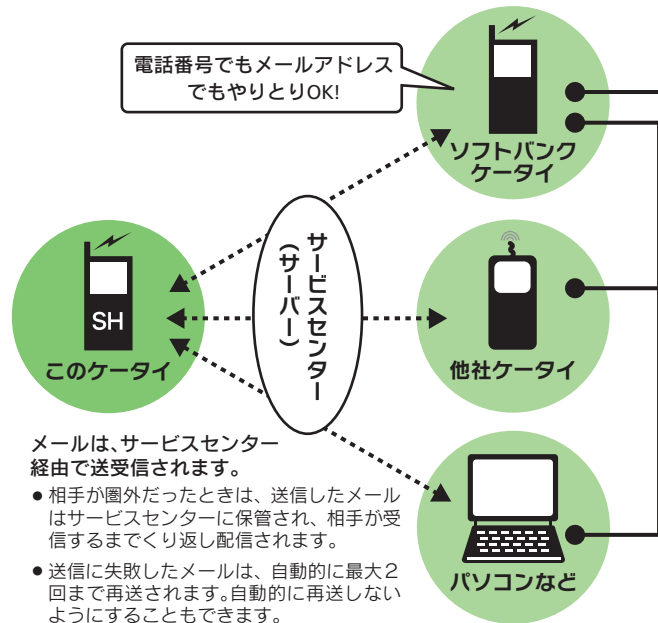 電話番号でもメールアドレス
でもやりとりOK!
ソフトバンク
ケータイ
サービスセンター
（サーバー）
SH
このケータイ
他社ケータイ
パソコンなど
メールは、サービスセンター
経由で送受信されます。
● 相手が圏外だったときは、送信したメール
はサービスセンターに保管され、相手が受
信するまでくり返し配信されます。
● 送信に失敗したメールは、自動的に最大2
回まで再送されます。自動的に再送しない
ようにすることもできます。